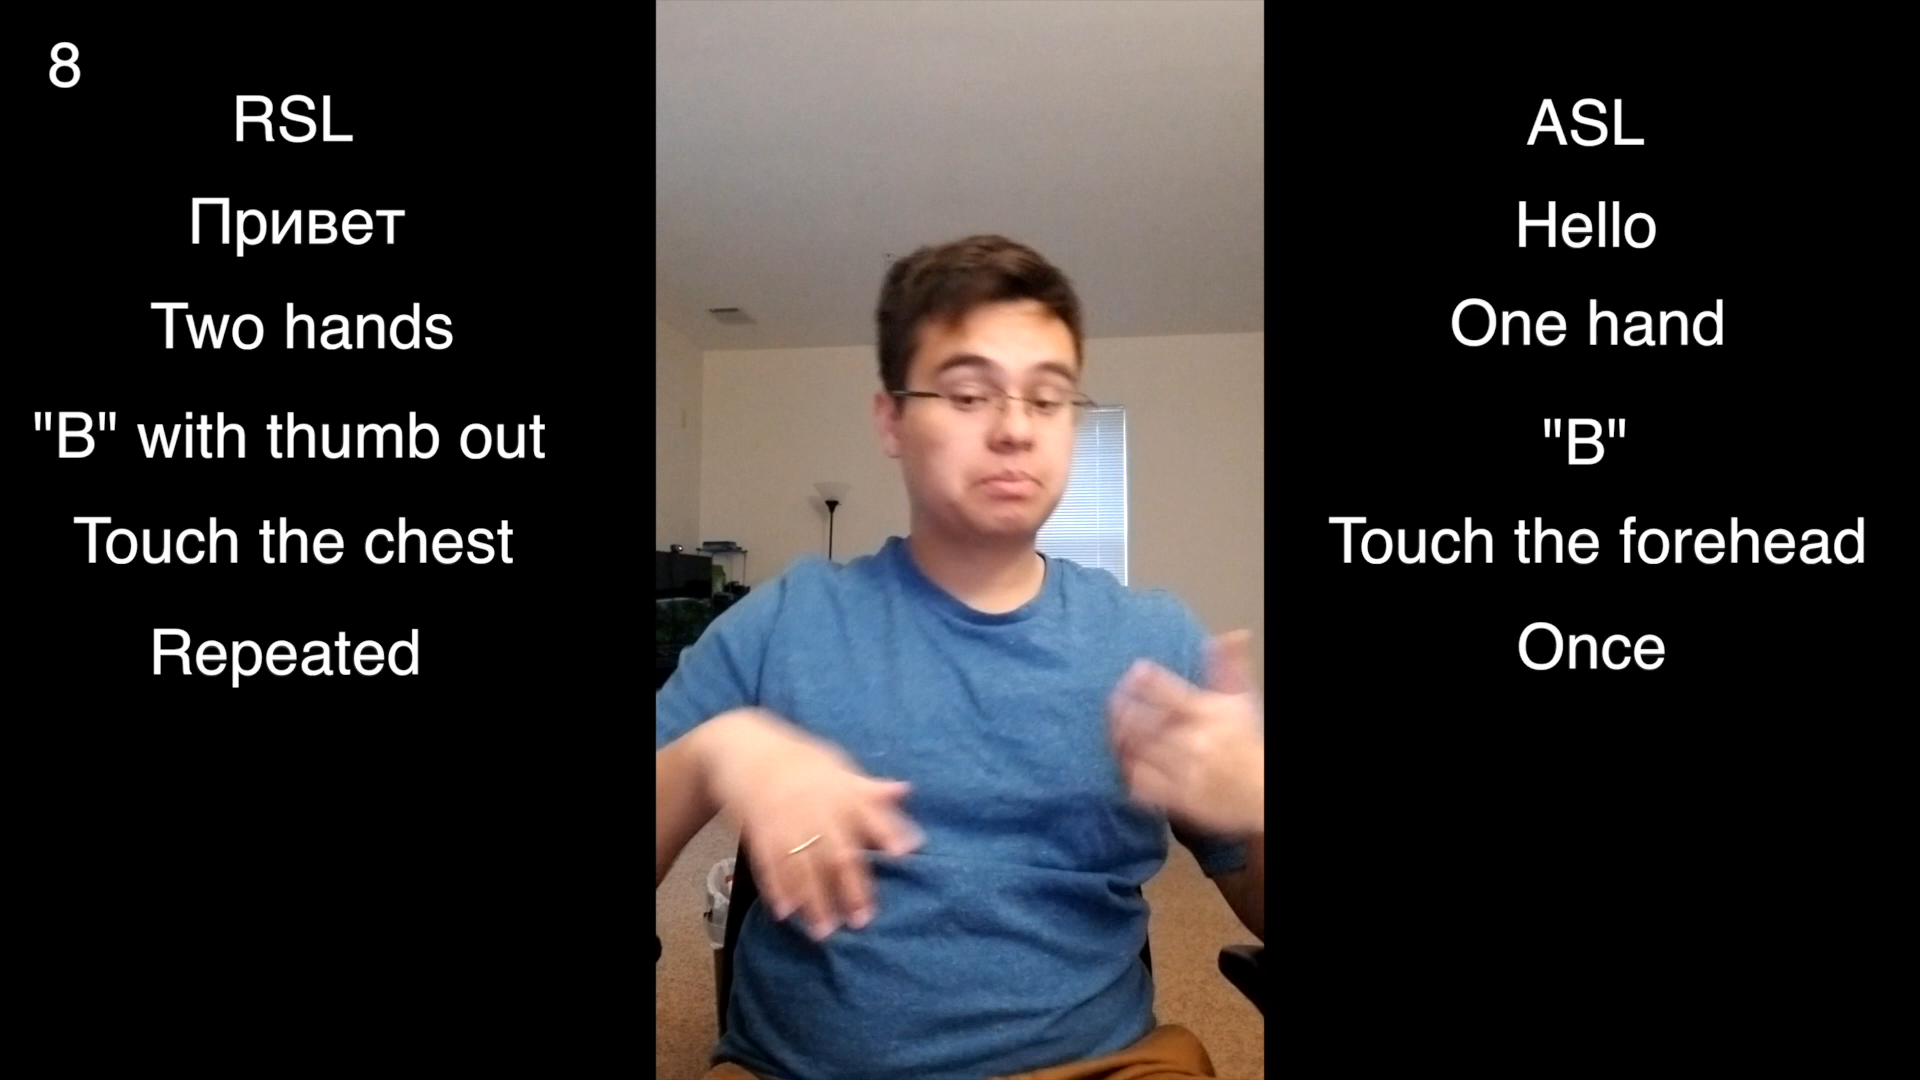 8
RSL
Привет
Two hands
"B" with thumb out
Touch the chest
Repeated
ASL
Hello
One hand
"B"
Touch the forehead
Once